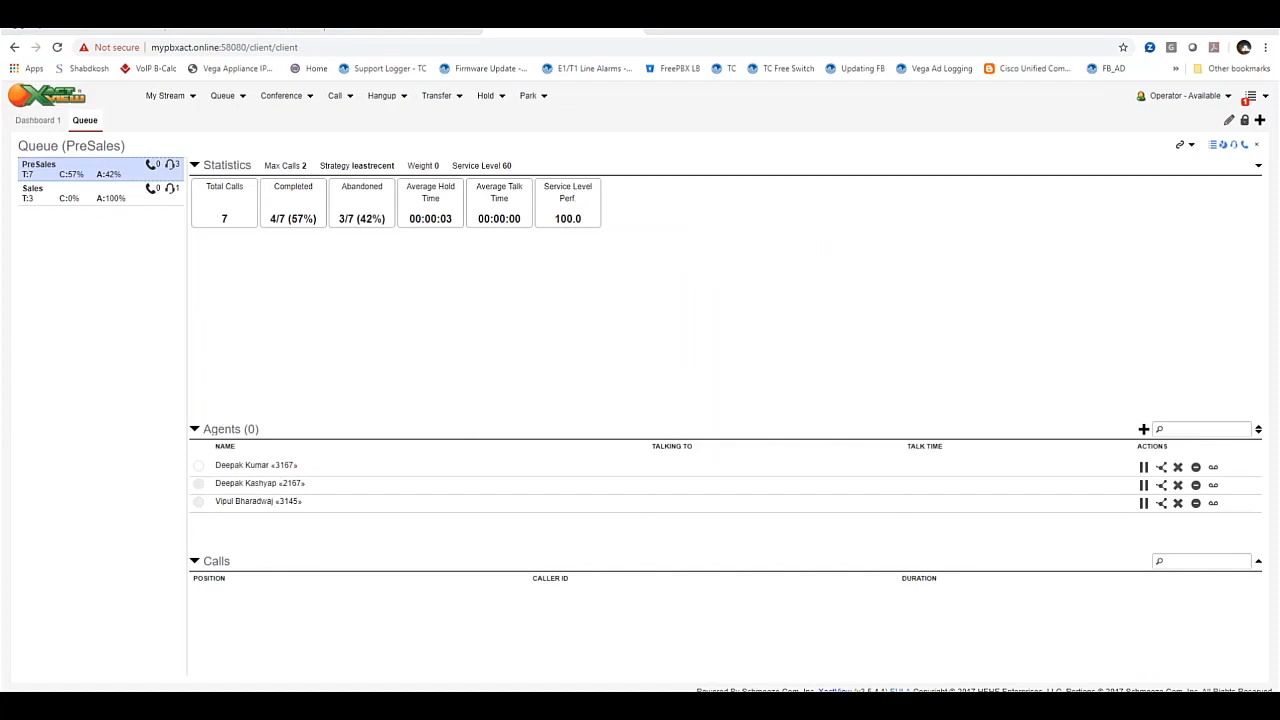 Not secure mypbxact.online:58080/client/client
Apps Shabdkosh VoIP B-Calc Vega Appliance IP... Home Support Logger - TC Firmware Update -... E1/T1 Line Alarms -... FreePBX LB TC TC Free Switch Updating FB Vega Ad Logging Cisco Unified Com... FB_AD » Other bookmarks
XactView My Stream Queue Conference Call Hangup Transfer Hold Park Operator - Available 1
Dashboard 1 Queue
Queue (PreSales)
PreSales 0 3
T:7 C:57% A:42%
Sales 0 1
T:3 C:0% A:100%
Statistics Max Calls 2 Strategy leastrecent Weight 0 Service Level 60
Total Calls
7
Completed
4/7 (57%)
Abandoned
3/7 (42%)
Average Hold
Time
00:00:03
Average Talk
Time
00:00:00
Service Level
Perf.
100.0
Agents (0)
NAME TALKING TO TALK TIME ACTIONS
Deepak Kumar «3167»
Deepak Kashyap «2167»
Vipul Bharadwaj «3145»
Calls
POSITION CALLER ID DURATION